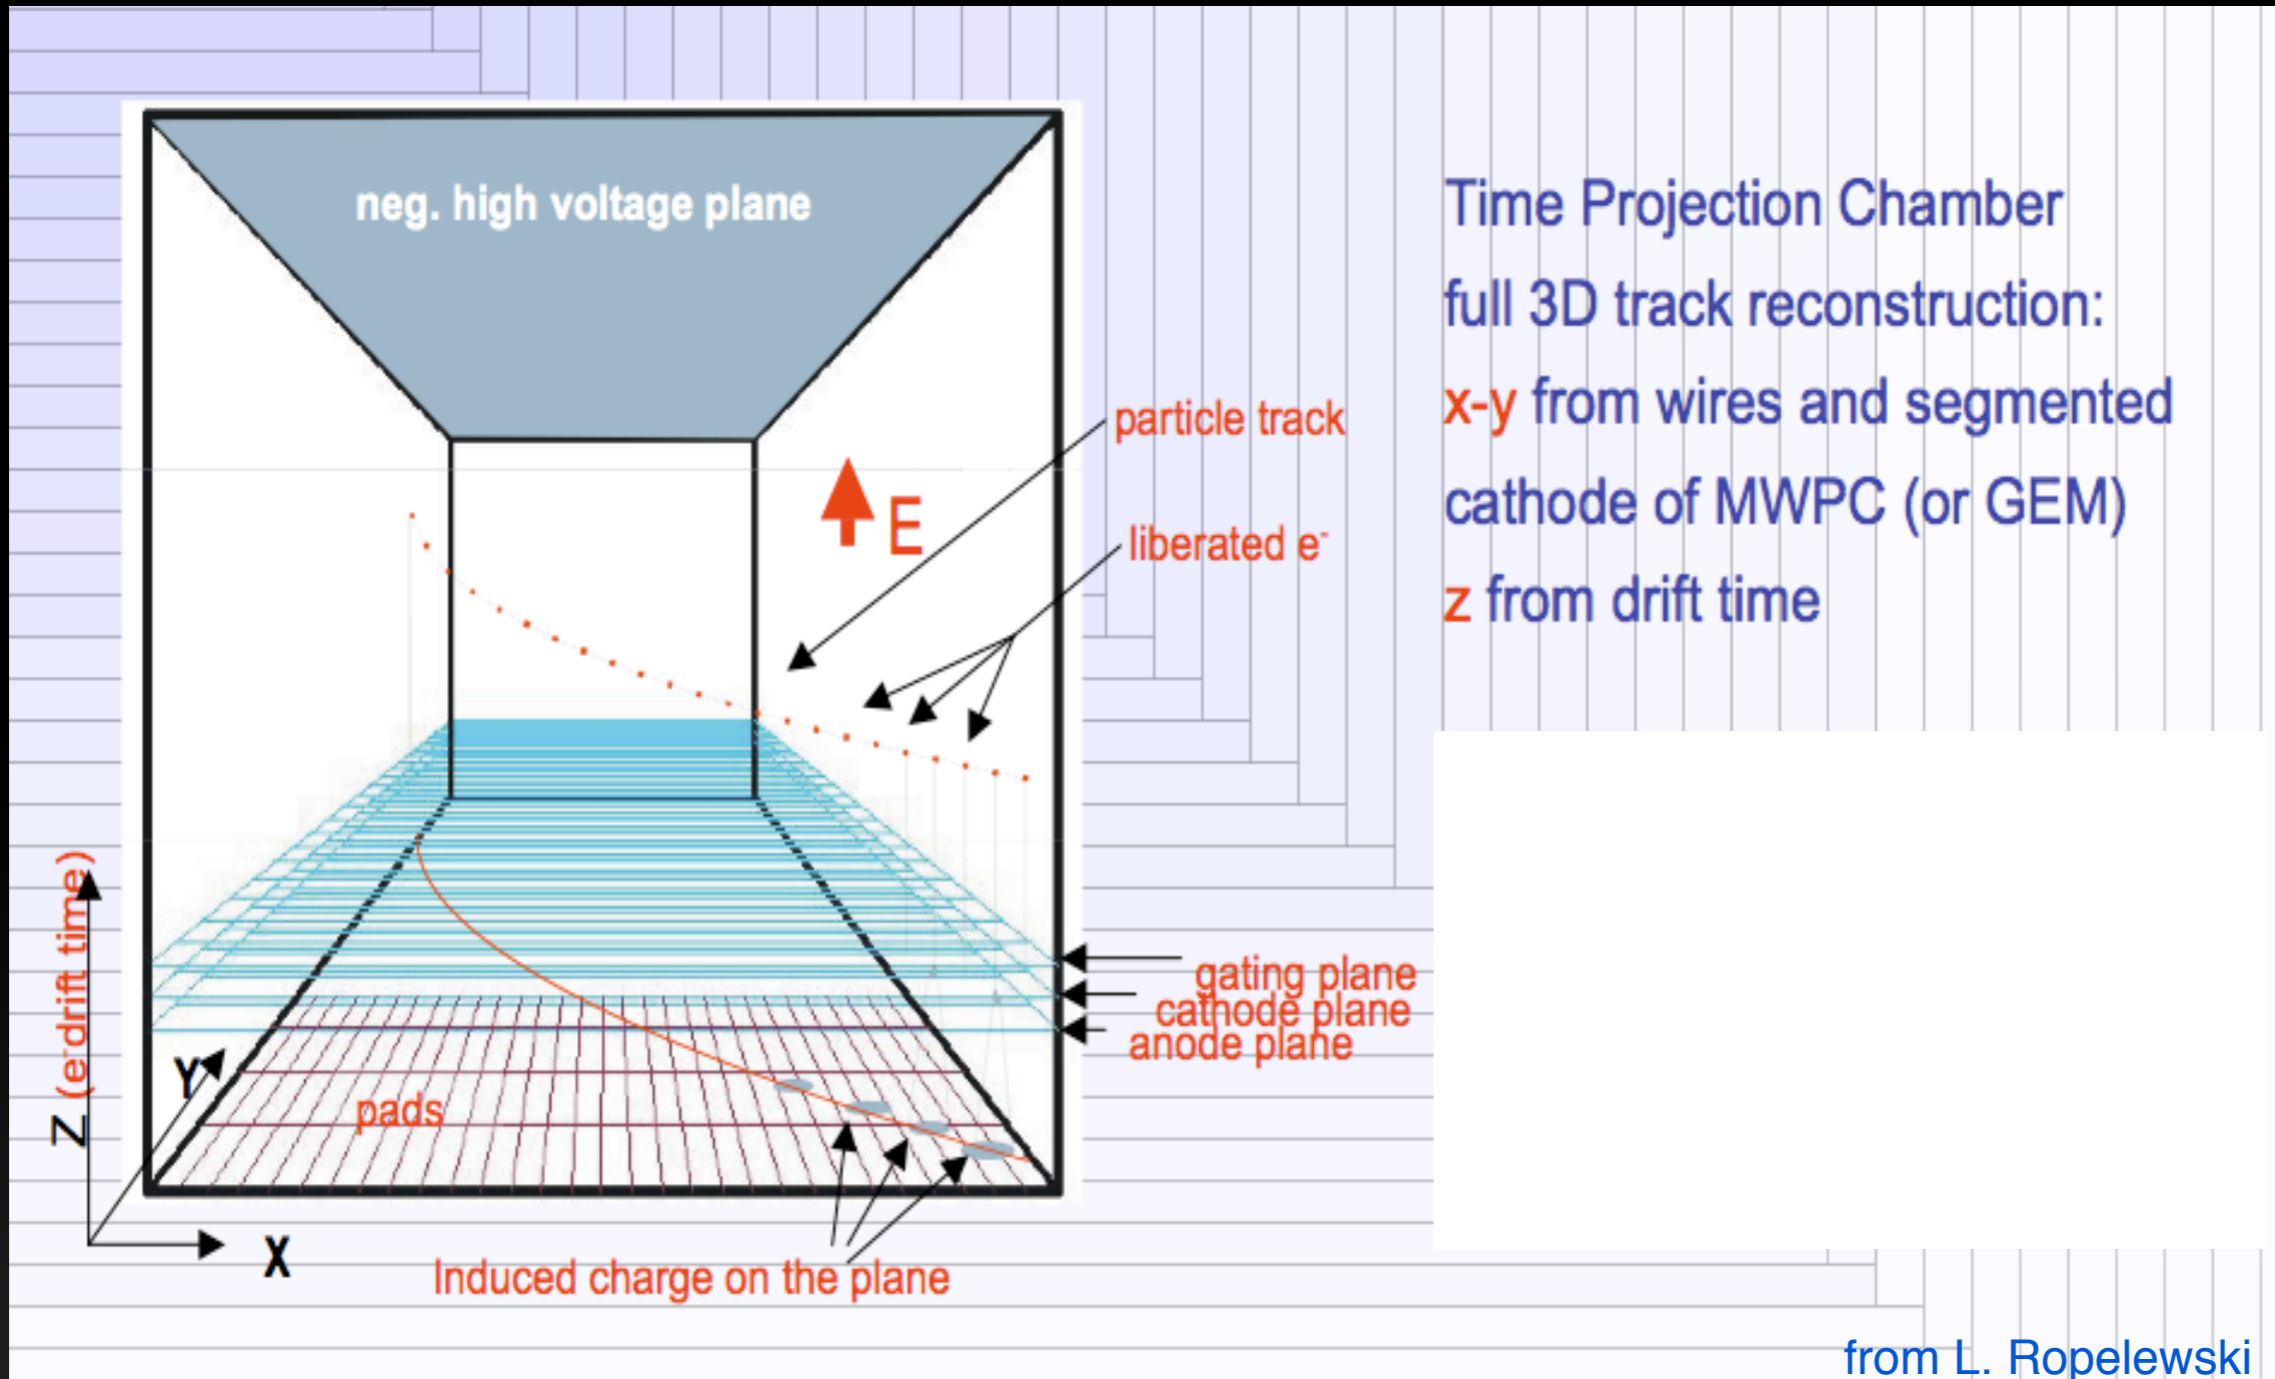 neg. high voltage plane
E
particle track
liberated e⁻
Time Projection Chamber
full 3D track reconstruction:
x-y from wires and segmented
cathode of MWPC (or GEM)
z from drift time
gating plane
cathode plane
anode plane
pads
Z (e⁻drift time)
Y
X
Induced charge on the plane
from L. Ropelewski